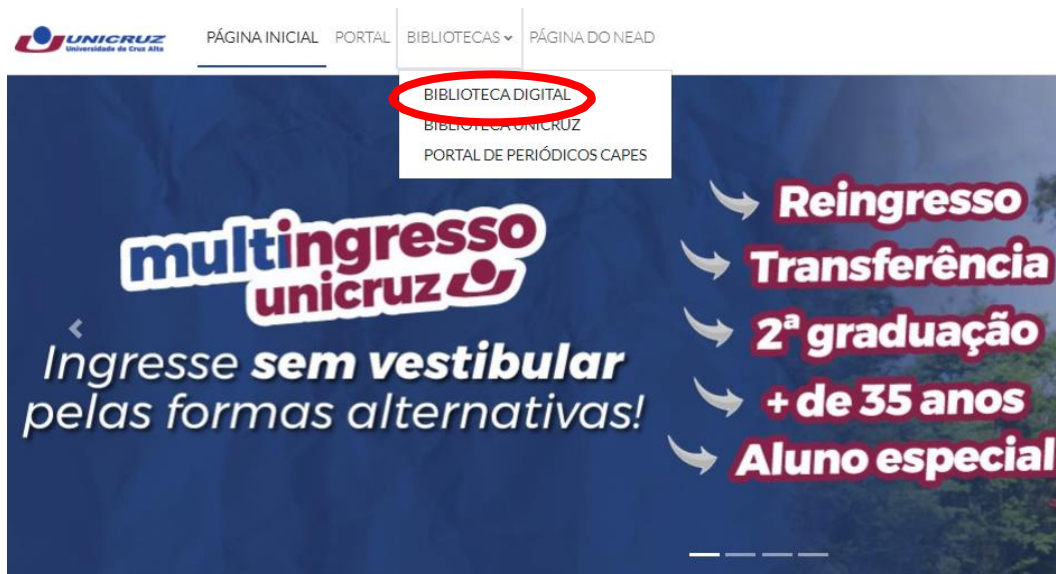 UNICRUZ
Universidade de Cruz Alta
PÁGINA INICIAL PORTAL BIBLIOTECAS PÁGINA DO NEAD
BIBLIOTECA DIGITAL
BIBLIOTECA UNICRUZ
PORTAL DE PERIÓDICOS CAPES
multingresso
unicruz
Ingresse sem vestibular
pelas formas alternativas!
Reingresso
Transferência
2ª graduação
+ de 35 anos
Aluno especial